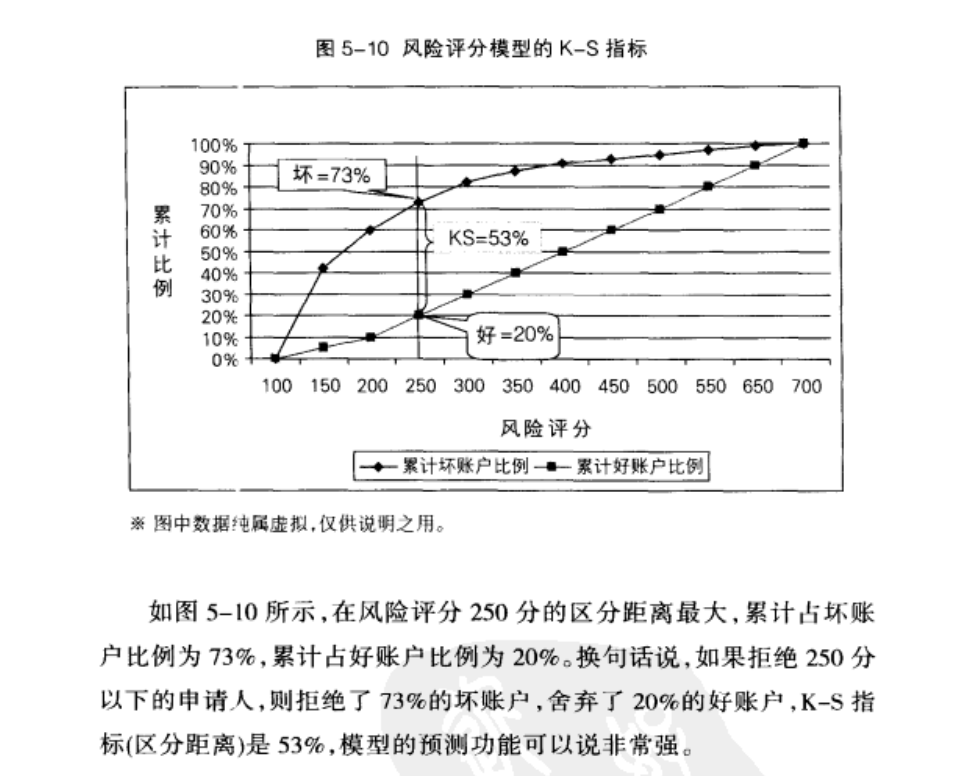 图 5-10 风险评分模型的 K-S 指标
100%
90%
80%
70%
60%
50%
40%
30%
20%
10%
0%
累计比例
坏=73%
KS=53%
好=20%
100 150 200 250 300 350 400 450 500 550 650 700
风险评分
累计坏账户比例 累计好账户比例
※ 图中数据纯属虚拟,仅供说明之用。
如图 5-10 所示,在风险评分 250 分的区分距离最大,累计占坏账
户比例为 73%,累计占好账户比例为 20%。换句话说,如果拒绝 250 分
以下的申请人,则拒绝了 73%的坏账户,舍弃了 20%的好账户,K-S 指
标(区分距离)是 53%,模型的预测功能可以说非常强。